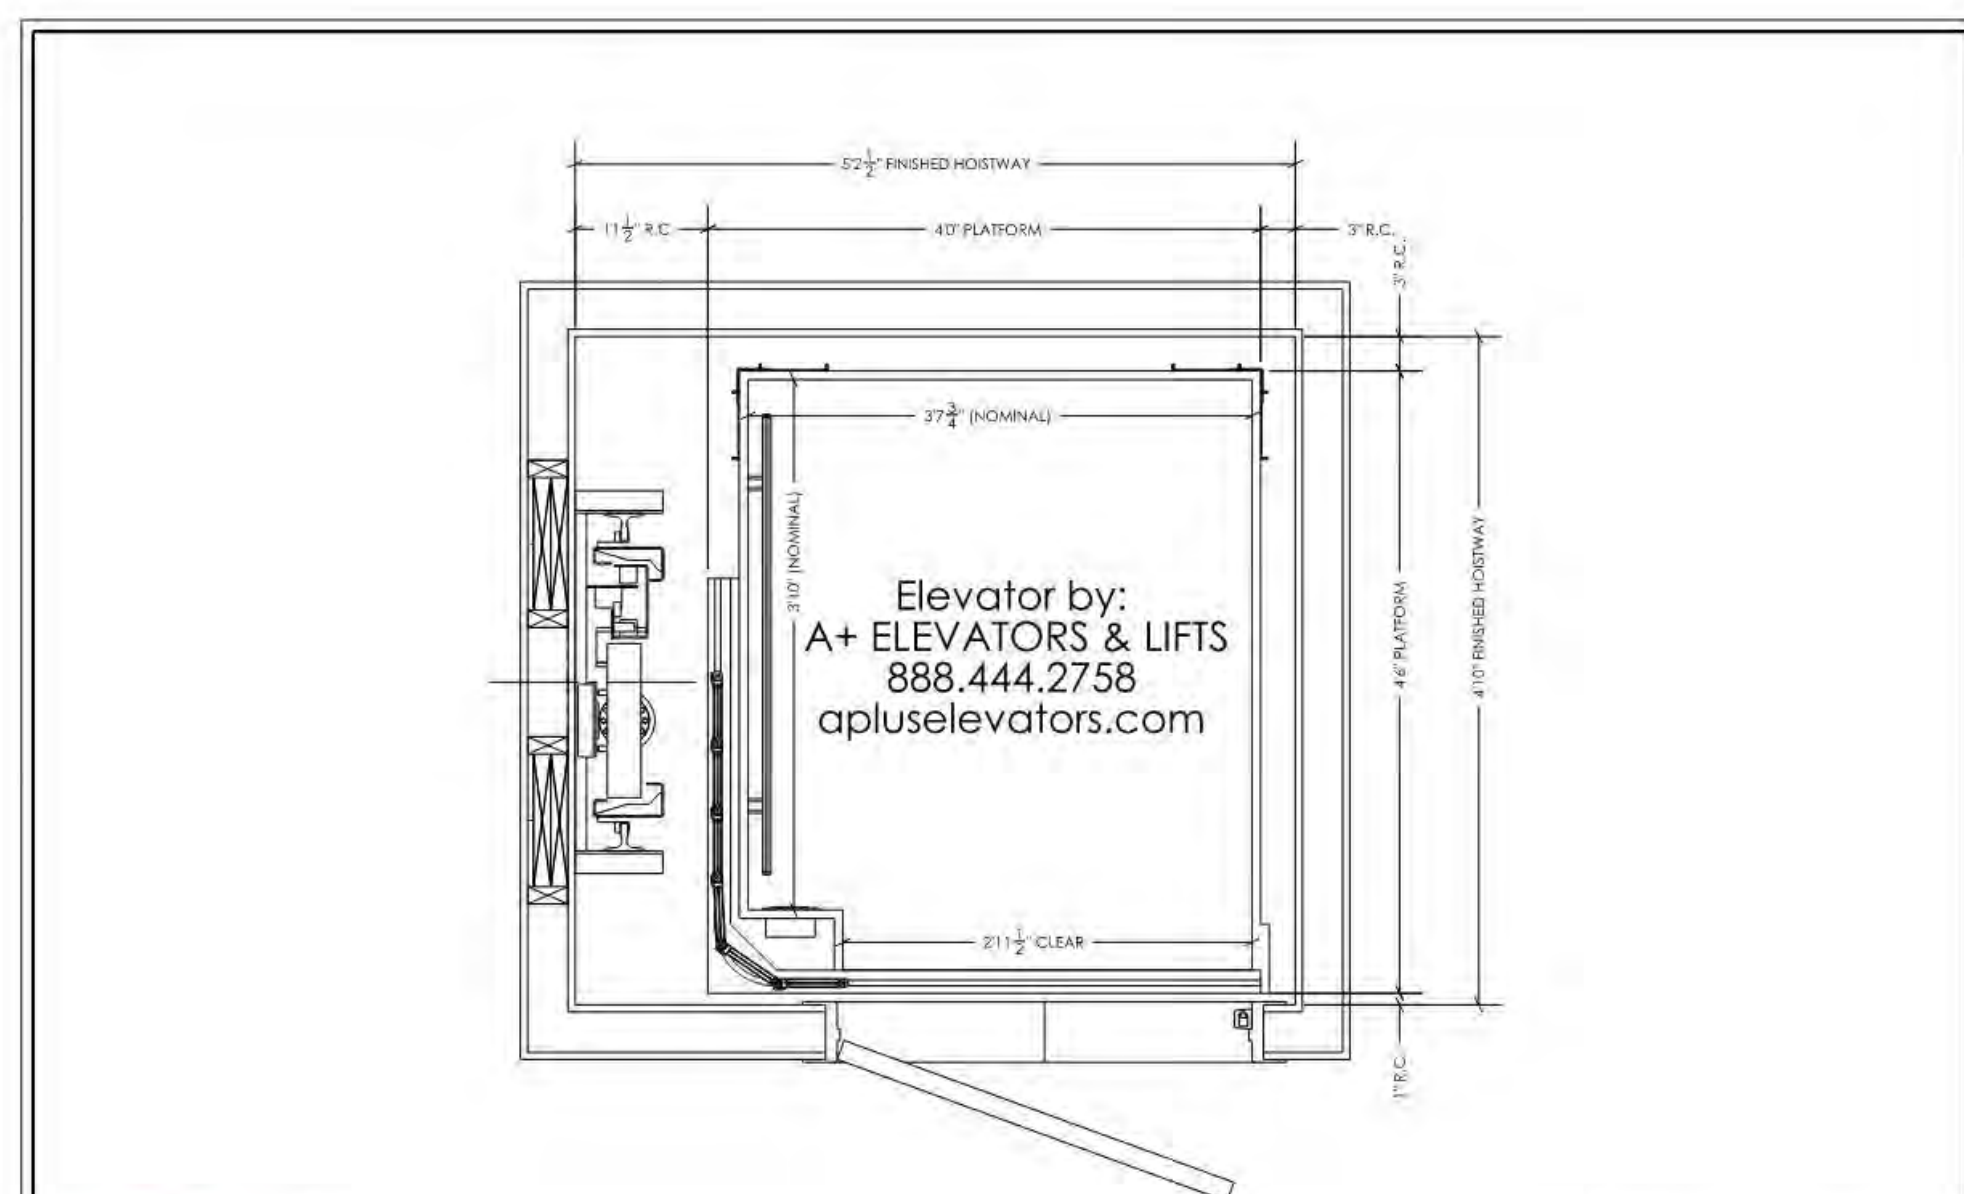 5'2 1/2" FINISHED HOISTWAY
11 1/2" R.C.
4'0" PLATFORM
3" R.C.
3" R.C.
3'7 3/4" (NOMINAL)
3'10" (NOMINAL)
Elevator by:
A+ ELEVATORS & LIFTS
888.444.2758
apluselevators.com
4'6" PLATFORM
4'10" FINISHED HOISTWAY
2'11 1/2" CLEAR
1" R.C.